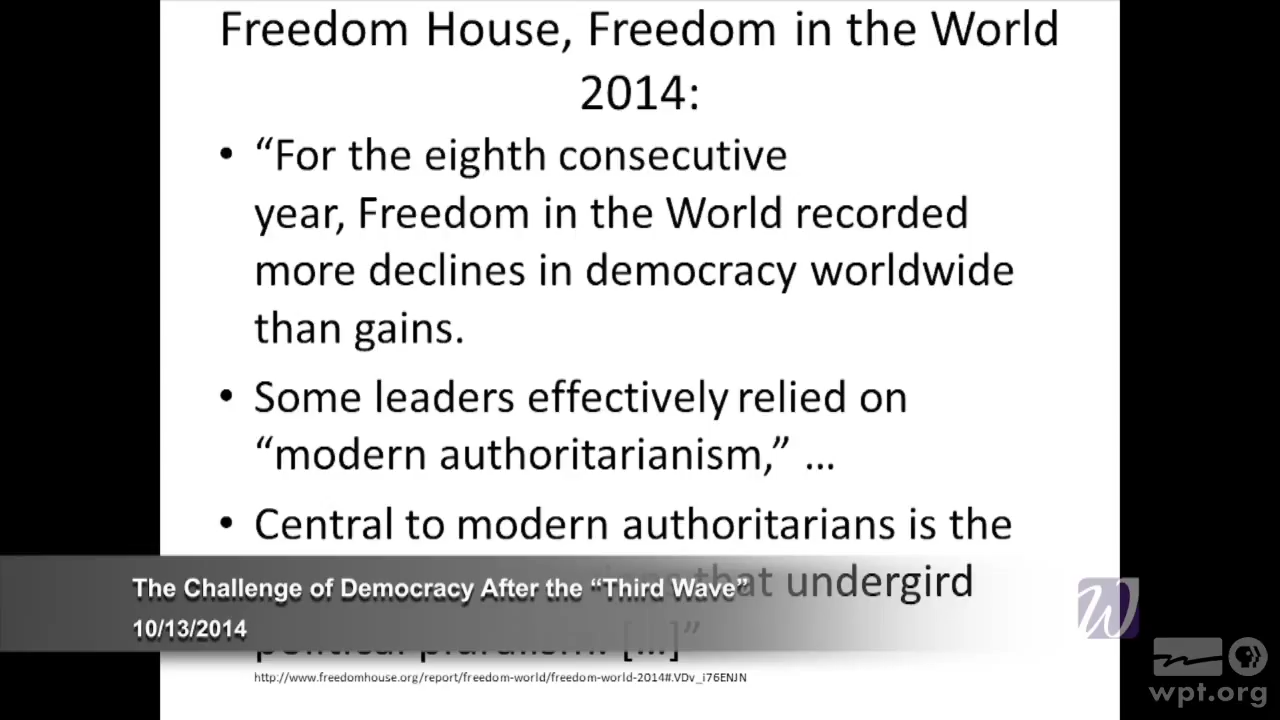 Freedom House, Freedom in the World
2014:
• “For the eighth consecutive
year, Freedom in the World recorded
more declines in democracy worldwide
than gains.
• Some leaders effectively relied on
“modern authoritarianism,” ...
• Central to modern authoritarians is the
that undergird
political pluralism. [...]”
The Challenge of Democracy After the “Third Wave”
10/13/2014
http://www.freedomhouse.org/report/freedom-world/freedom-world-2014#.VDv_i76ENJN
W
wpt.org